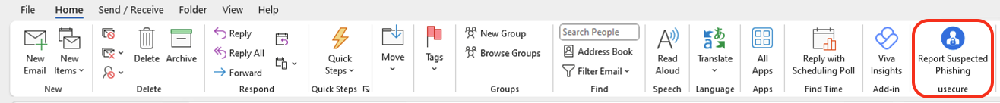 File Home Send / Receive Folder View Help
New
Email
New
Items
Delete
Archive
Reply
Reply All
Forward
Quick
Steps
Move
Tags
New Group
Browse Groups
Search People
Address Book
Filter Email
Read
Aloud
Translate
All
Apps
Reply with
Scheduling Poll
Viva
Insights
Report Suspected
Phishing
New Delete Respond Quick Steps Groups Find Speech Language Apps Find Time Add-in usecure